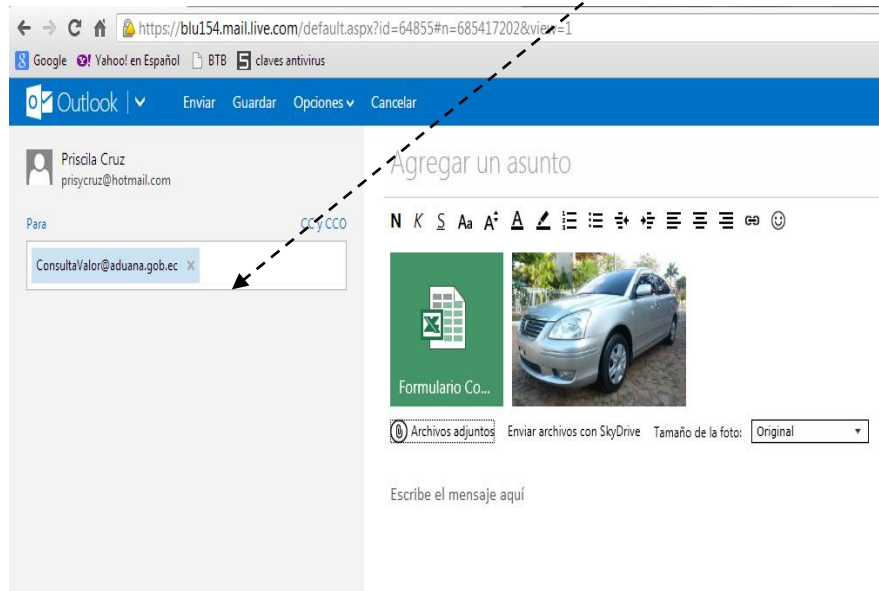 https://blu154.mail.live.com/default.aspx?id=64855#n=685417202&view=1
Google Yahoo! en Español BTB claves antivirus
Outlook Enviar Guardar Opciones Cancelar
Priscila Cruz
prisycruz@hotmail.com
Para CC y CCO
ConsultaValor@aduana.gob.ec ×
Agregar un asunto
N K S Aa A A
Formulario Co...
Archivos adjuntos Enviar archivos con SkyDrive Tamaño de la foto: Original
Escribe el mensaje aquí